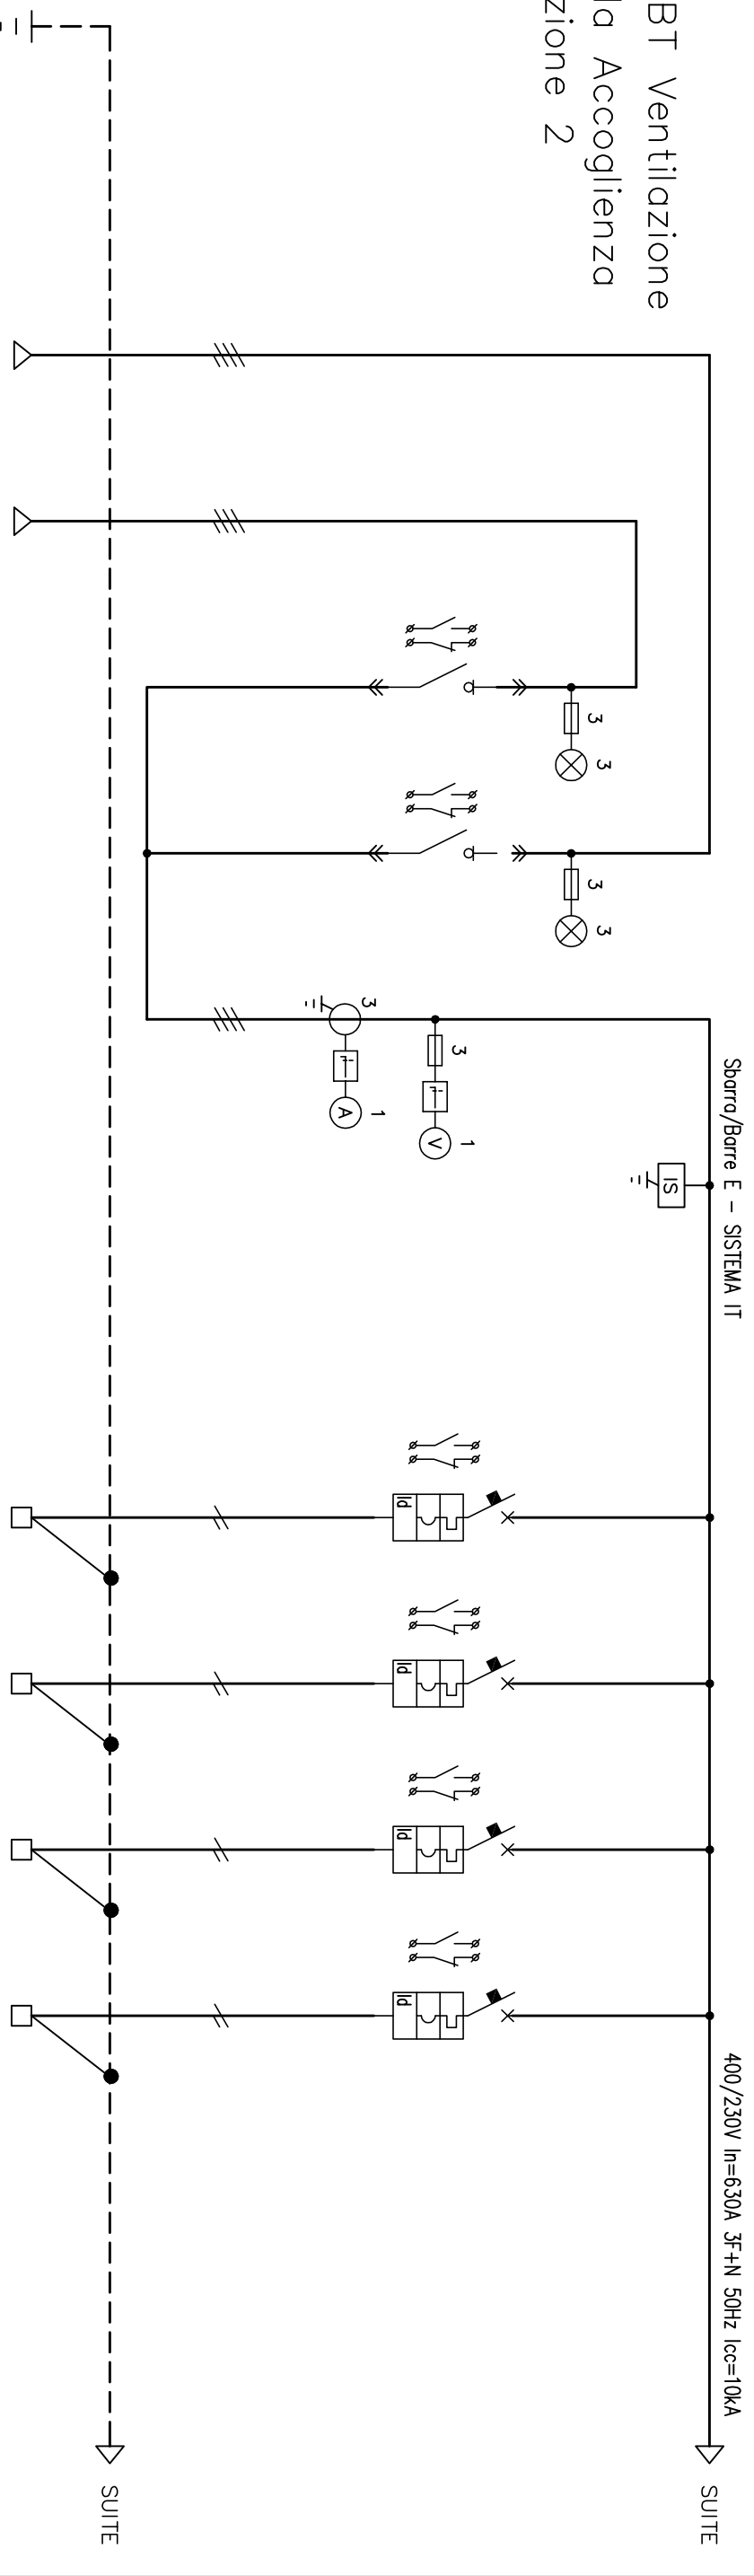 BT Ventilazione
la Accoglienza
zione 2
Sbarra/Barre E - SISTEMA IT
400/230V In=630A 3F+N 50Hz Icc=10kA
SUITE
IS
3
3
3
3
3
1
V
3
1
A
Id
Id
Id
Id
SUITE